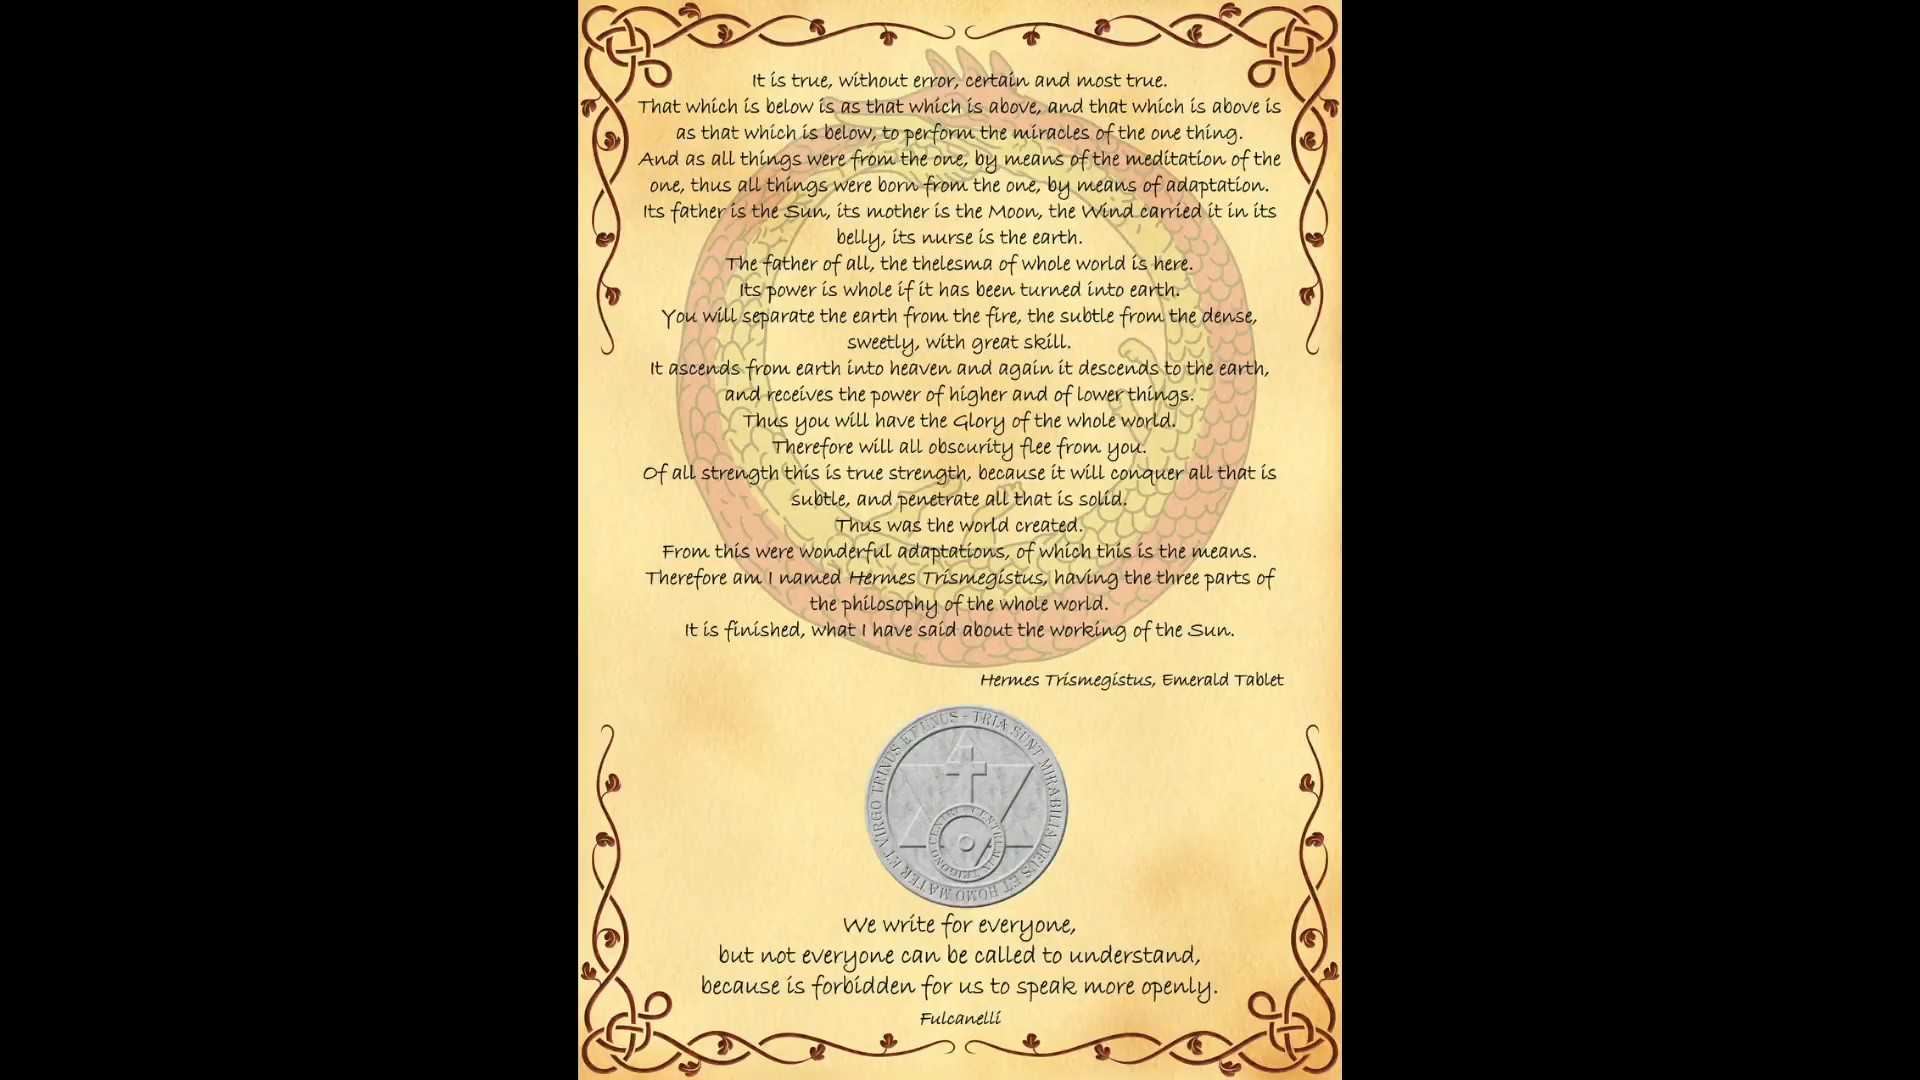 It is true, without error, certain and most true.
That which is below is as that which is above, and that which is above is
as that which is below, to perform the miracles of the one thing.
And as all things were from the one, by means of the meditation of the
one, thus all things were born from the one, by means of adaptation.
Its father is the Sun, its mother is the Moon, the Wind carried it in its
belly, its nurse is the earth.
The father of all, the thelesma of whole world is here.
Its power is whole if it has been turned into earth.
You will separate the earth from the fire, the subtle from the dense,
sweetly, with great skill.
It ascends from earth into heaven and again it descends to the earth,
and receives the power of higher and of lower things.
Thus you will have the Glory of the whole world.
Therefore will all obscurity flee from you.
Of all strength this is true strength, because it will conquer all that is
subtle, and penetrate all that is solid.
Thus was the world created.
From this were wonderful adaptations, of which this is the means.
Therefore am I named Hermes Trismegistus, having the three parts of
the philosophy of the whole world.
It is finished, what I have said about the working of the Sun.
Hermes Trismegistus, Emerald Tablet
TRIA SUNT MIRABILIA DEUS ET HOMO MATER ET VIRGO TRINUS ET UNUS -
CENTRUM IN TRIGONO CENTRI -
We write for everyone,
but not everyone can be called to understand,
because is forbidden for us to speak more openly.
Fulcanelli